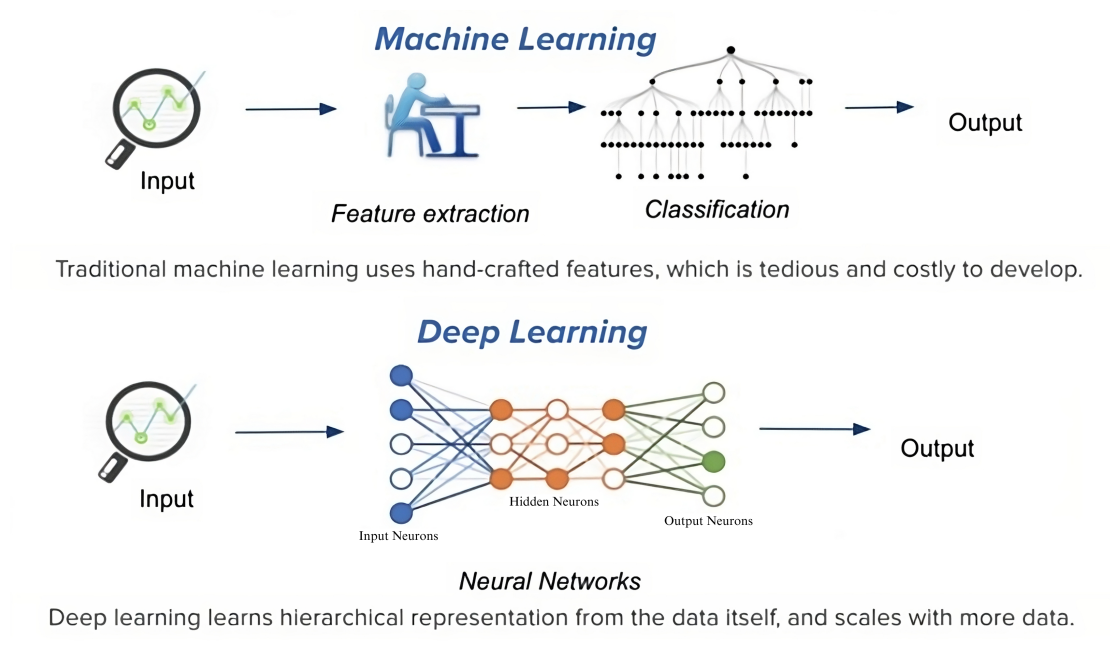 Machine Learning
Input
Feature extraction
Classification
Output
Traditional machine learning uses hand-crafted features, which is tedious and costly to develop.
Deep Learning
Input
Input Neurons
Hidden Neurons
Output Neurons
Output
Neural Networks
Deep learning learns hierarchical representation from the data itself, and scales with more data.